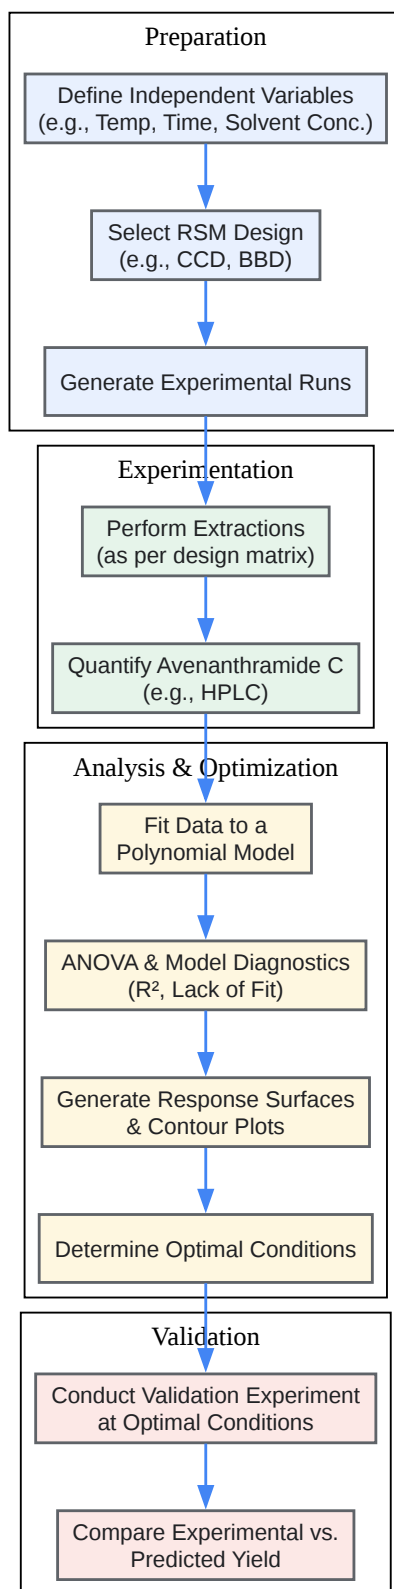 Preparation
Define Independent Variables
(e.g., Temp, Time, Solvent Conc.)
Select RSM Design
(e.g., CCD, BBD)
Generate Experimental Runs
Experimentation
Perform Extractions
(as per design matrix)
Quantify Avenanthramide C
(e.g., HPLC)
Analysis & Optimization
Fit Data to a
Polynomial Model
ANOVA & Model Diagnostics
(R², Lack of Fit)
Generate Response Surfaces
& Contour Plots
Determine Optimal Conditions
Validation
Conduct Validation Experiment
at Optimal Conditions
Compare Experimental vs.
Predicted Yield